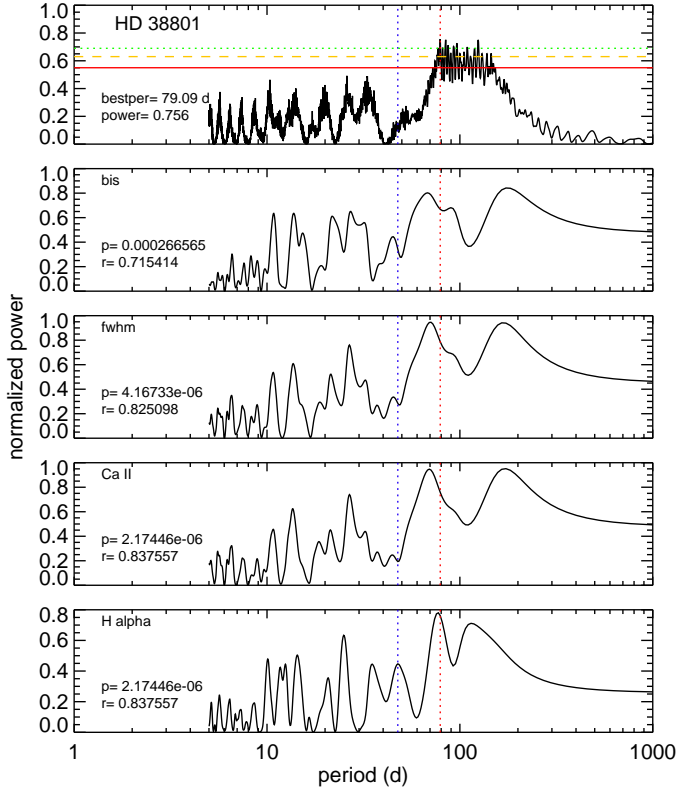 HD 38801
1.0
0.8
0.6
0.4
0.2
0.0
bestper= 79.09 d
power= 0.756
1.0
0.8
0.6
0.4
0.2
0.0
bis
p= 0.000266565
r= 0.715414
1.0
0.8
0.6
0.4
0.2
0.0
fwhm
p= 4.16733e-06
r= 0.825098
normalized power
1.0
0.8
0.6
0.4
0.2
0.0
Ca II
p= 2.17446e-06
r= 0.837557
0.8
0.6
0.4
0.2
0.0
H alpha
p= 2.17446e-06
r= 0.837557
1 10 100 1000
period (d)